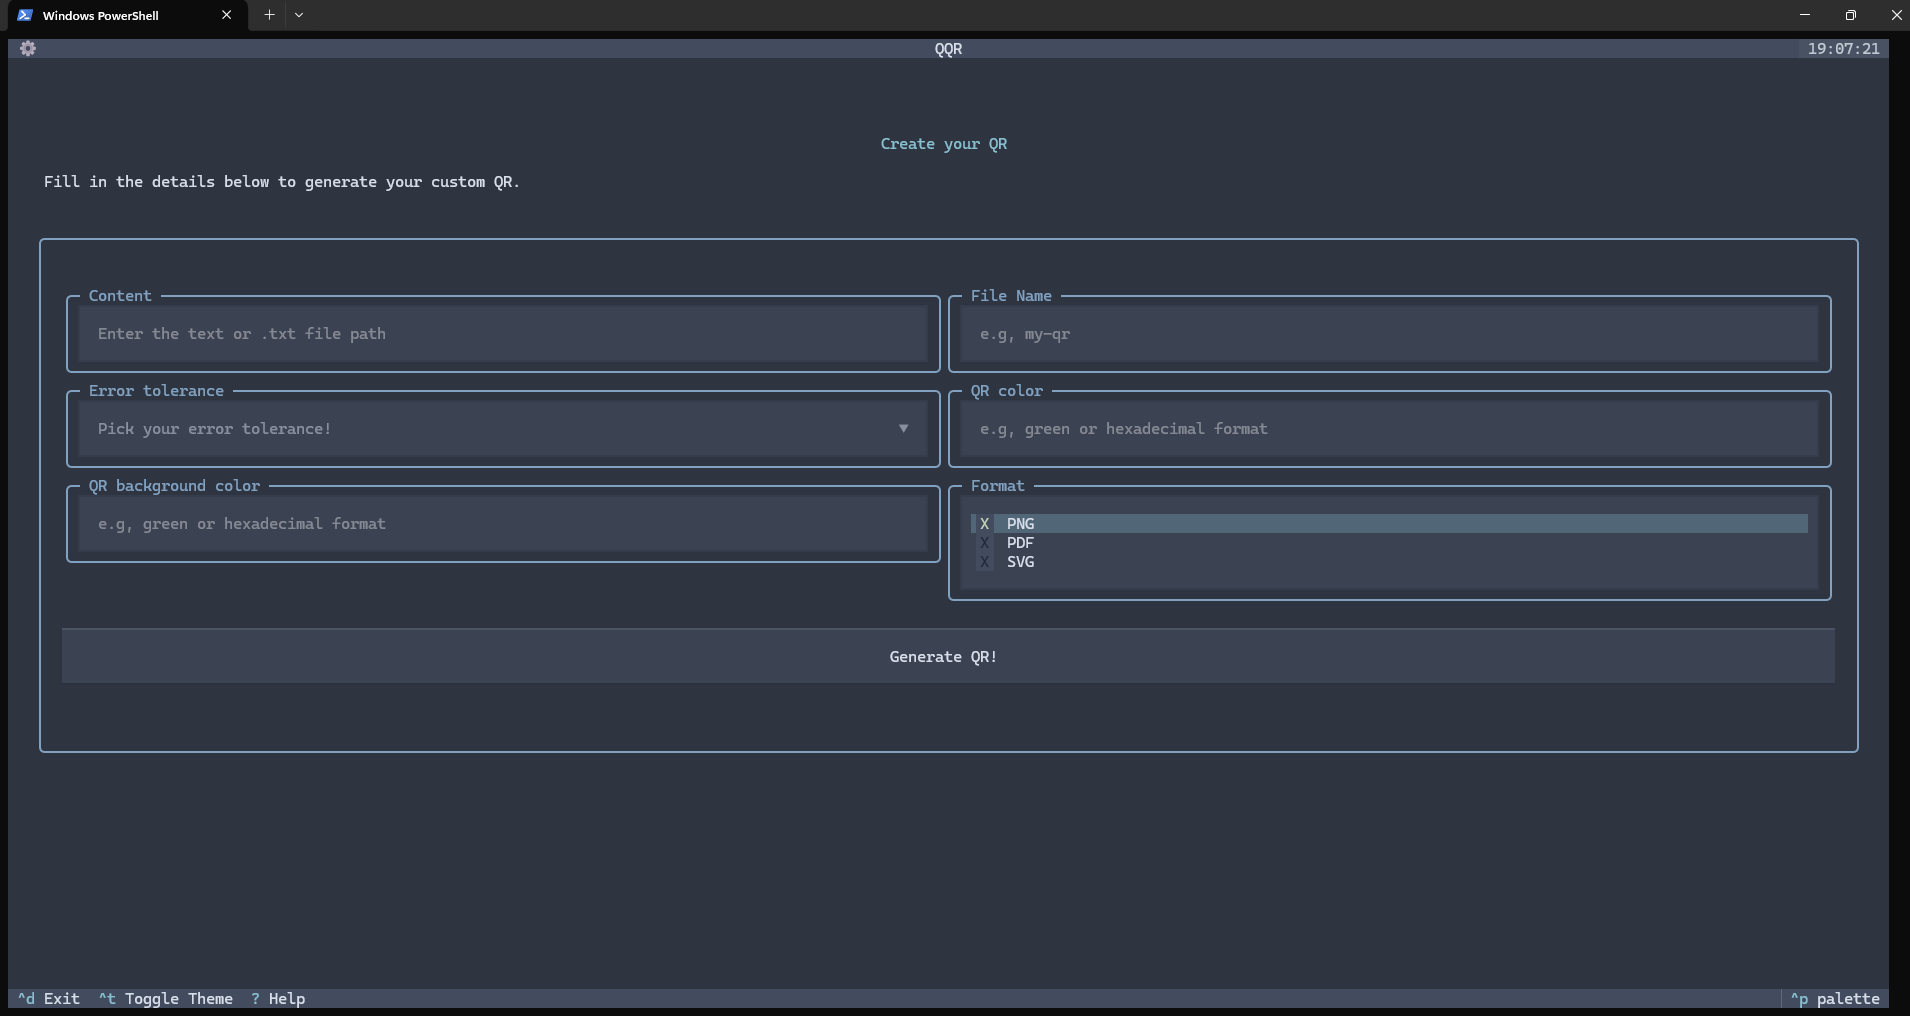 Windows PowerShell
QQR 19:07:21
Create your QR
Fill in the details below to generate your custom QR.
Content
Enter the text or .txt file path
File Name
e.g, my-qr
Error tolerance
Pick your error tolerance! ▼
QR color
e.g, green or hexadecimal format
QR background color
e.g, green or hexadecimal format
Format
X PNG
X PDF
X SVG
Generate QR!
^d Exit ^t Toggle Theme ? Help ^p palette